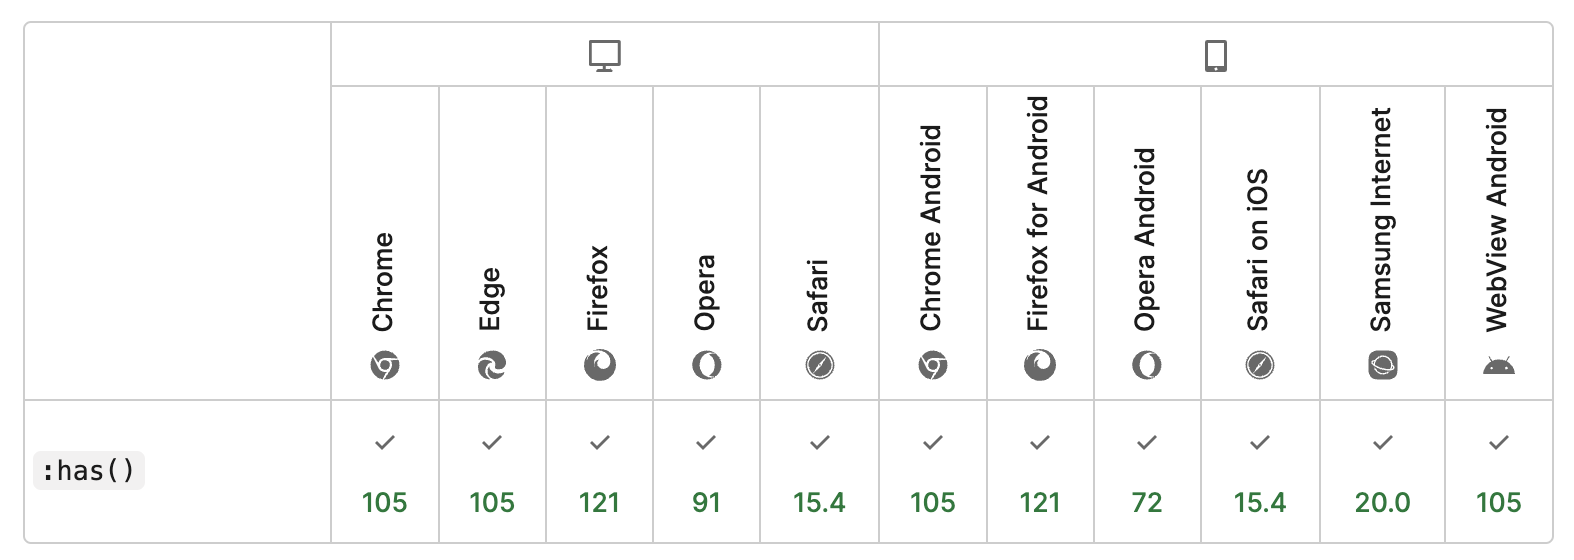 Chrome
Edge
Firefox
Opera
Safari
Chrome Android
Firefox for Android
Opera Android
Safari on iOS
Samsung Internet
WebView Android
:has()
105
105
121
91
15.4
105
121
72
15.4
20.0
105